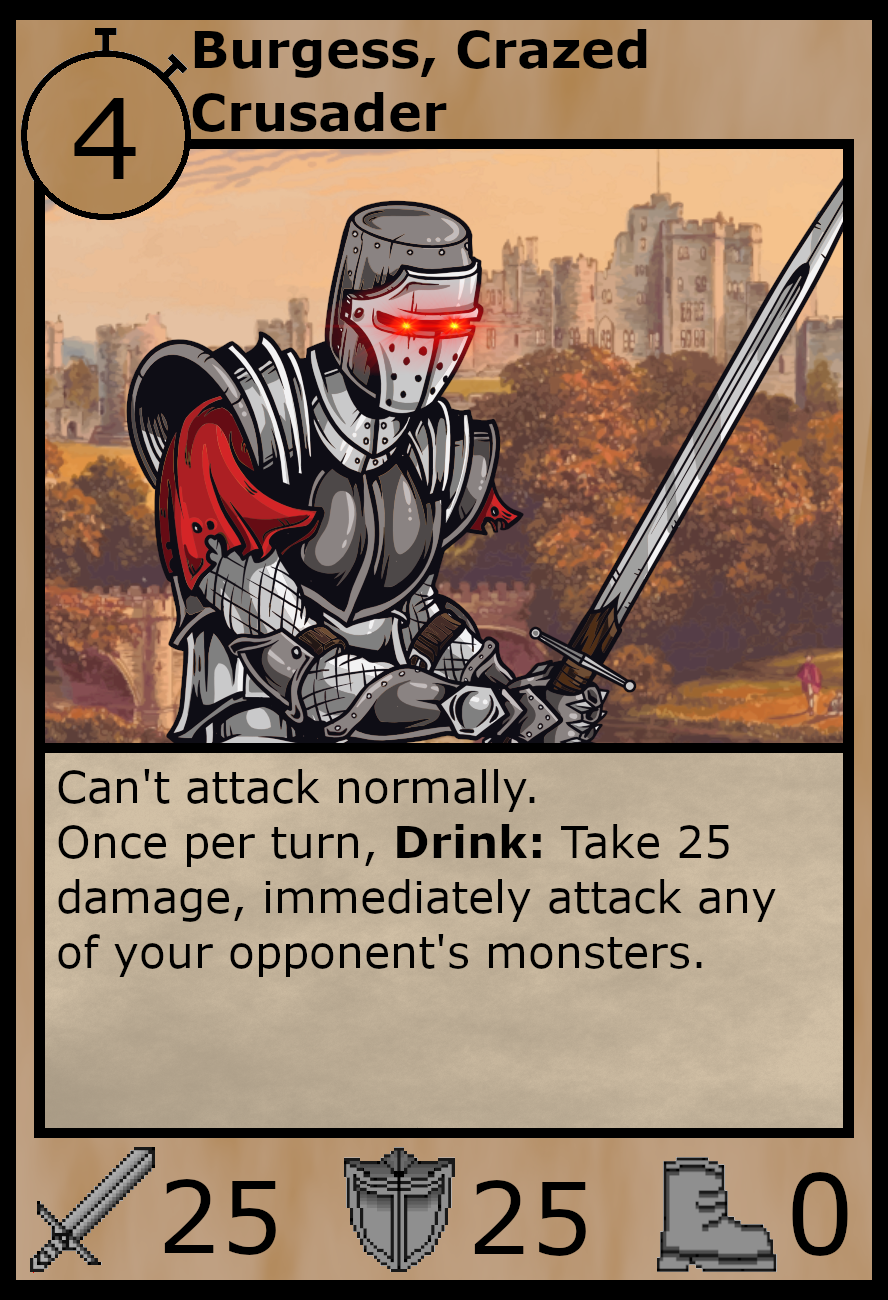 Burgess, Crazed
Crusader
4
Can't attack normally.
Once per turn, Drink: Take 25
damage, immediately attack any
of your opponent's monsters.
25 25 0